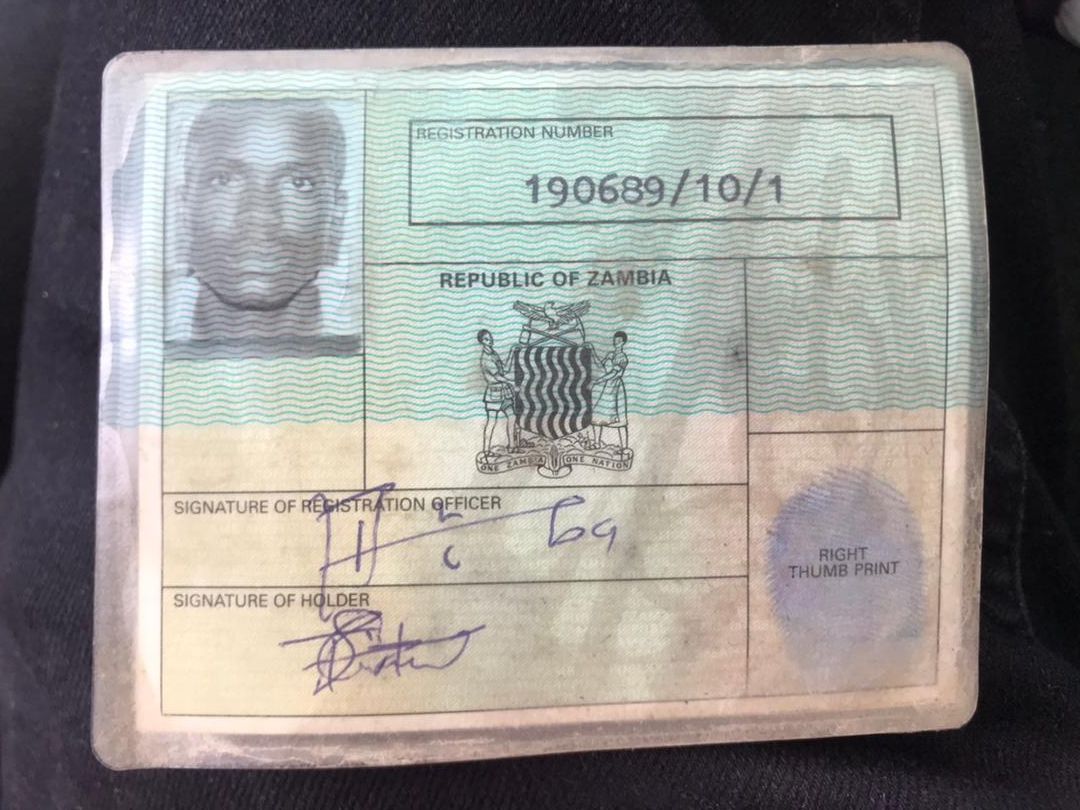 REGISTRATION NUMBER
190689/10/1
REPUBLIC OF ZAMBIA
ONE ZAMBIA ONE NATION
SIGNATURE OF REGISTRATION OFFICER
SIGNATURE OF HOLDER
RIGHT
THUMB PRINT